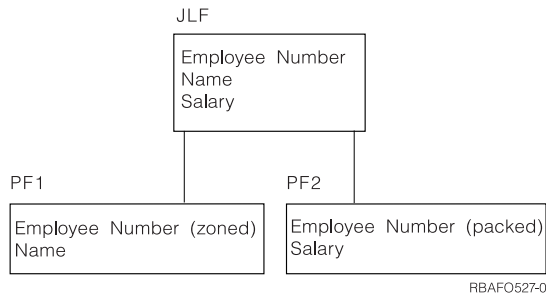 JLF
Employee Number
Name
Salary
PF1
Employee Number (zoned)
Name
PF2
Employee Number (packed)
Salary
RBAFO527-0